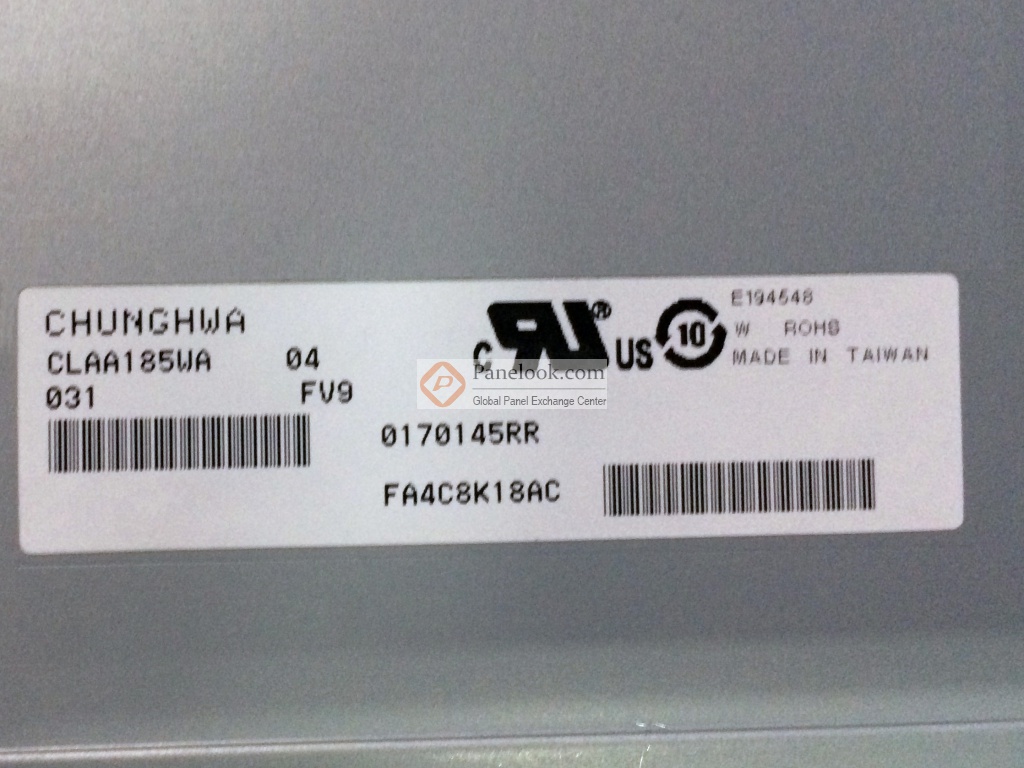 CHUNGHWA
CLAA185WA 04
031 FV9
0170145RR
FA4C8K18AC
C RU® US
10
E194548
W ROHS
MADE IN TAIWAN
Panelook.com
Global Panel Exchange Center